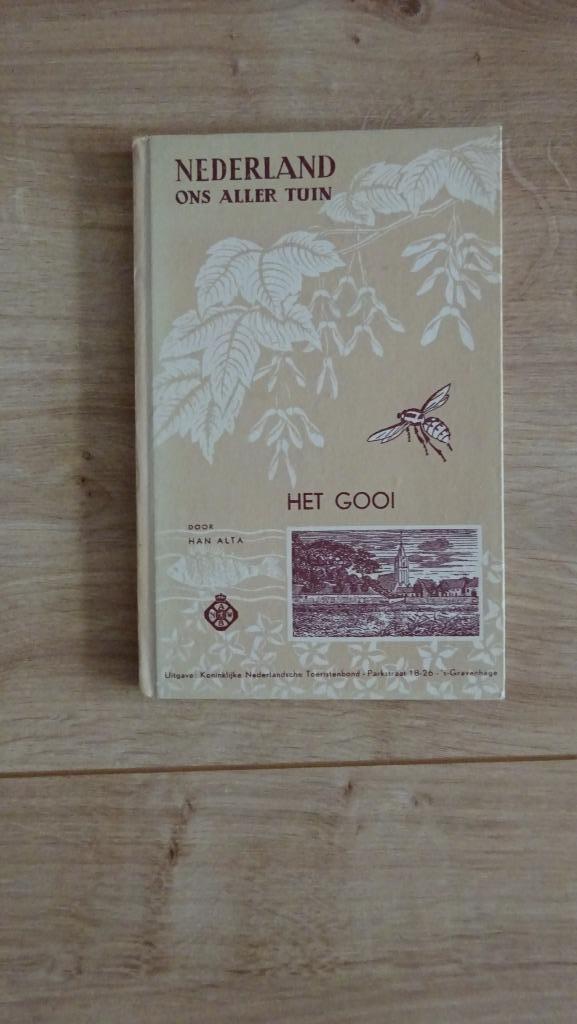 NEDERLAND
ONS ALLER TUIN
HET GOOI
DOOR
HAN ALTA
A
N W
B
Uitgave: Koninklijke Nederlandsche Toeristenbond - Parkstraat 18-26 - 's-Gravenhage